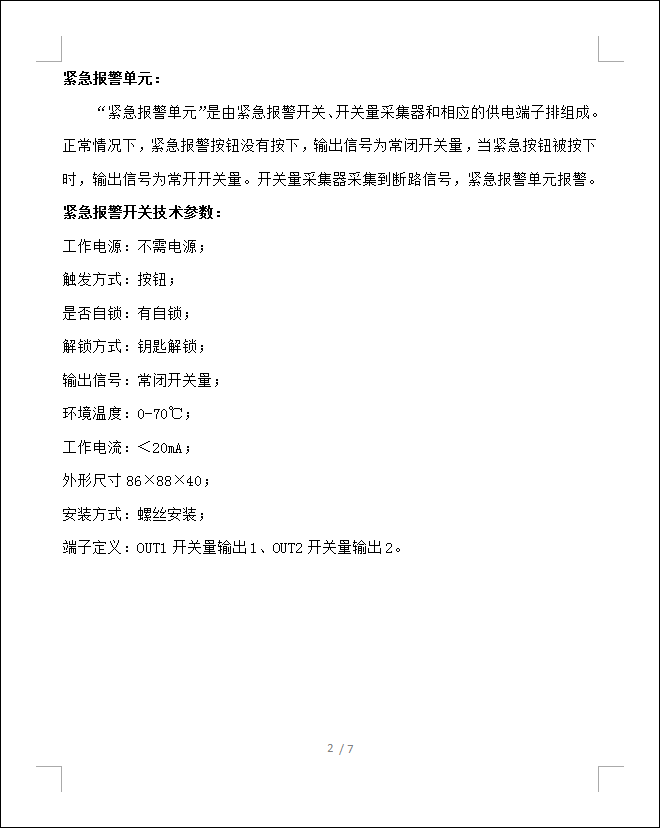 紧急报警单元：
“紧急报警单元”是由紧急报警开关、开关量采集器和相应的供电端子排组成。
正常情况下，紧急报警按钮没有按下，输出信号为常闭开关量，当紧急按钮被按下
时，输出信号为常开开关量。开关量采集器采集到断路信号，紧急报警单元报警。
紧急报警开关技术参数：
工作电源：不需电源；
触发方式：按钮；
是否自锁：有自锁；
解锁方式：钥匙解锁；
输出信号：常闭开关量；
环境温度：0-70℃；
工作电流：＜20mA；
外形尺寸 86×88×40；
安装方式：螺丝安装；
端子定义：OUT1 开关量输出 1、OUT2 开关量输出 2。
2 / 7